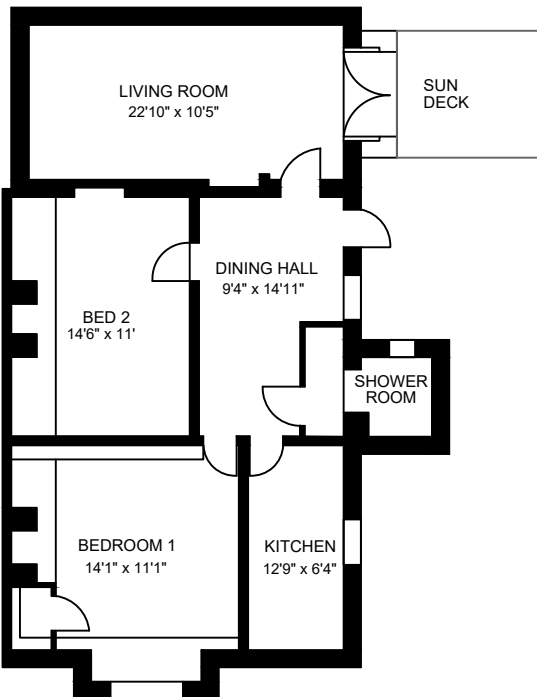 LIVING ROOM
22'10" x 10'5"
SUN
DECK
DINING HALL
9'4" x 14'11"
BED 2
14'6" x 11'
SHOWER
ROOM
BEDROOM 1
14'1" x 11'1"
KITCHEN
12'9" x 6'4"